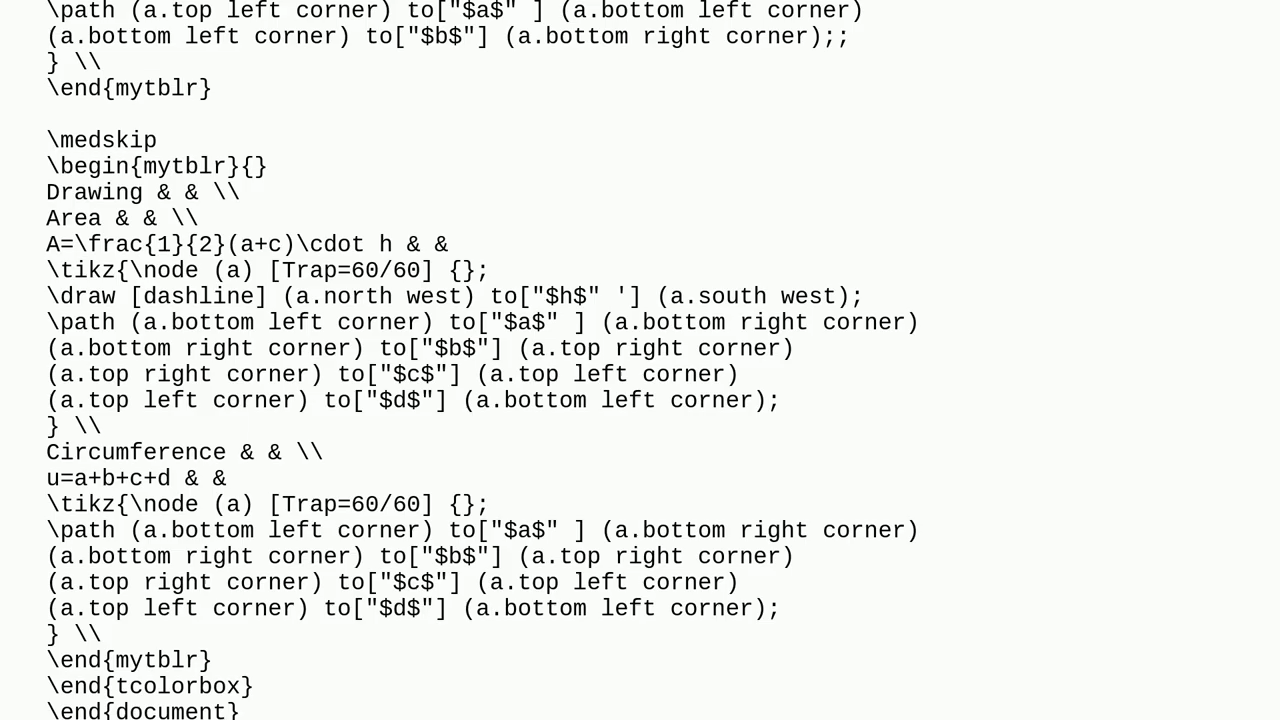 \path (a.top left corner) to["$a$" ] (a.bottom left corner)
(a.bottom left corner) to["$b$"] (a.bottom right corner);;
} \\
\end{mytblr}

\medskip
\begin{mytblr}{}
Drawing & & \\
Area & & \\
A=\frac{1}{2}(a+c)\cdot h & &
\tikz{\node (a) [Trap=60/60] {};
\draw [dashline] (a.north west) to["$h$" '] (a.south west);
\path (a.bottom left corner) to["$a$" ] (a.bottom right corner)
(a.bottom right corner) to["$b$"] (a.top right corner)
(a.top right corner) to["$c$"] (a.top left corner)
(a.top left corner) to["$d$"] (a.bottom left corner);
} \\
Circumference & & \\
u=a+b+c+d & &
\tikz{\node (a) [Trap=60/60] {};
\path (a.bottom left corner) to["$a$" ] (a.bottom right corner)
(a.bottom right corner) to["$b$"] (a.top right corner)
(a.top right corner) to["$c$"] (a.top left corner)
(a.top left corner) to["$d$"] (a.bottom left corner);
} \\
\end{mytblr}
\end{tcolorbox}
\end{document}